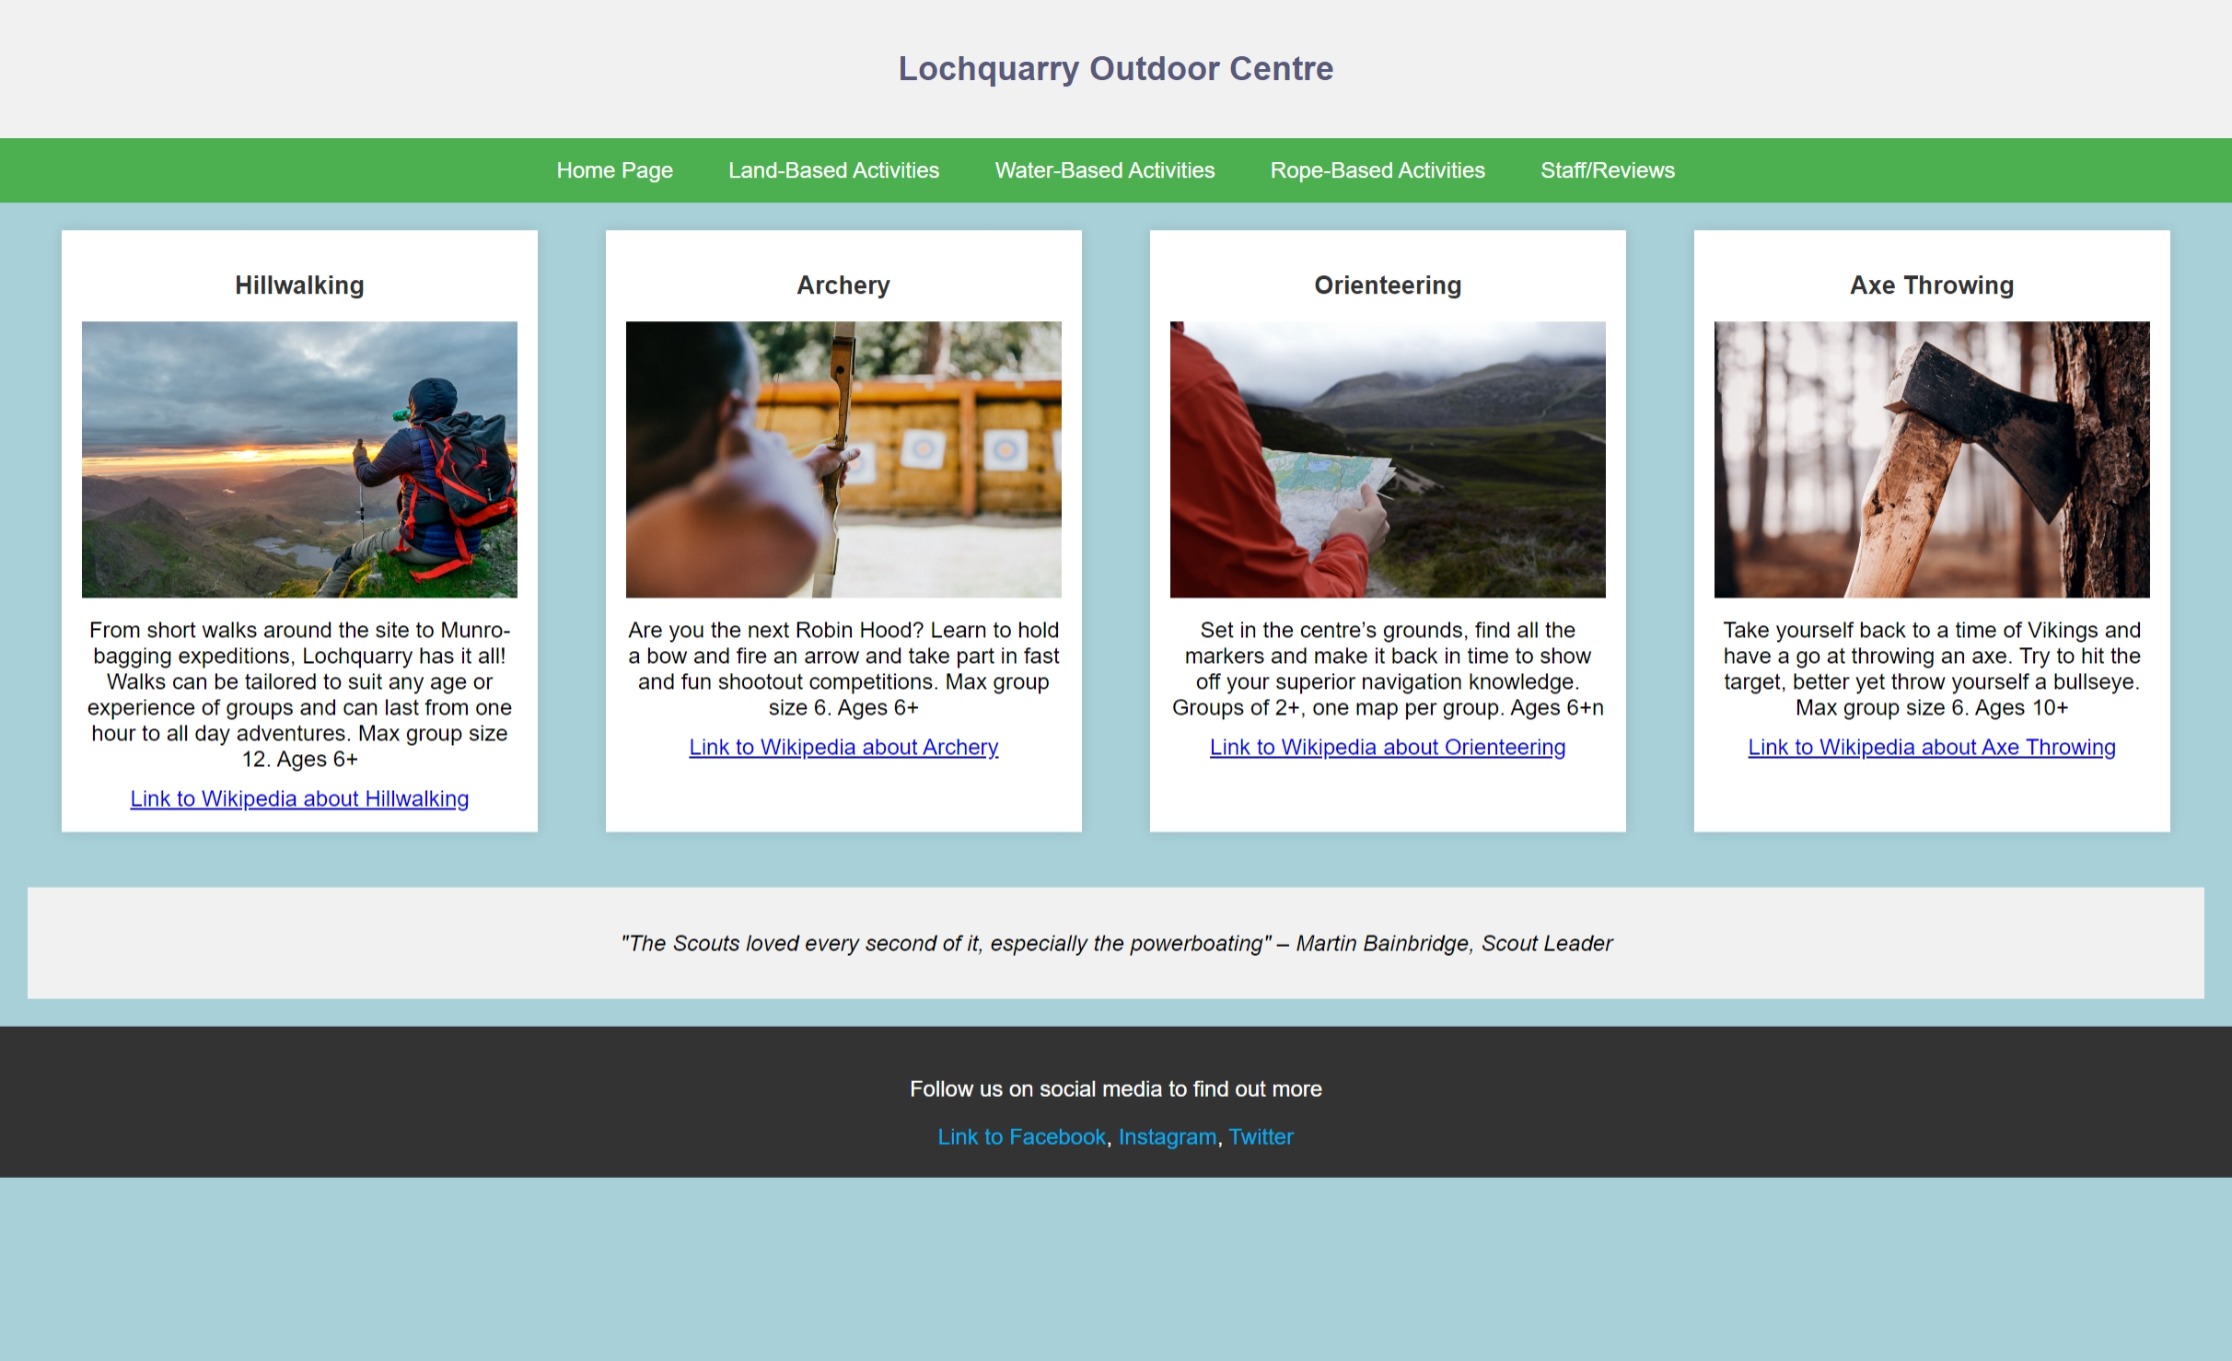 Lochquarry Outdoor Centre
Home Page Land-Based Activities Water-Based Activities Rope-Based Activities Staff/Reviews
Hillwalking
From short walks around the site to Munro-
bagging expeditions, Lochquarry has it all!
Walks can be tailored to suit any age or
experience of groups and can last from one
hour to all day adventures. Max group size
12. Ages 6+
Link to Wikipedia about Hillwalking
Archery
Are you the next Robin Hood? Learn to hold
a bow and fire an arrow and take part in fast
and fun shootout competitions. Max group
size 6. Ages 6+
Link to Wikipedia about Archery
Orienteering
Set in the centre’s grounds, find all the
markers and make it back in time to show
off your superior navigation knowledge.
Groups of 2+, one map per group. Ages 6+n
Link to Wikipedia about Orienteering
Axe Throwing
Take yourself back to a time of Vikings and
have a go at throwing an axe. Try to hit the
target, better yet throw yourself a bullseye.
Max group size 6. Ages 10+
Link to Wikipedia about Axe Throwing
"The Scouts loved every second of it, especially the powerboating" – Martin Bainbridge, Scout Leader
Follow us on social media to find out more
Link to Facebook, Instagram, Twitter